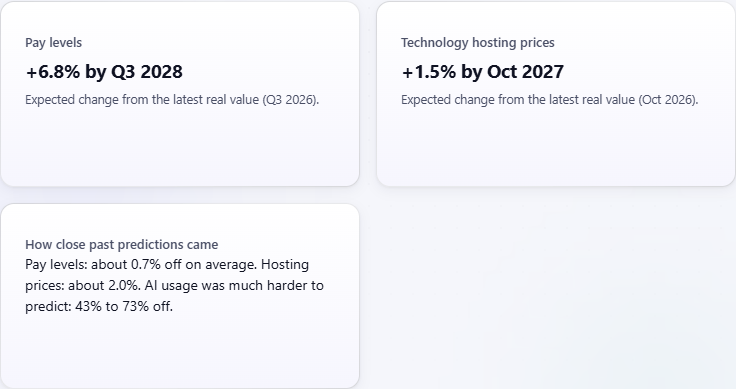 Pay levels
+6.8% by Q3 2028
Expected change from the latest real value (Q3 2026).
Technology hosting prices
+1.5% by Oct 2027
Expected change from the latest real value (Oct 2026).
How close past predictions came
Pay levels: about 0.7% off on average. Hosting
prices: about 2.0%. AI usage was much harder to
predict: 43% to 73% off.